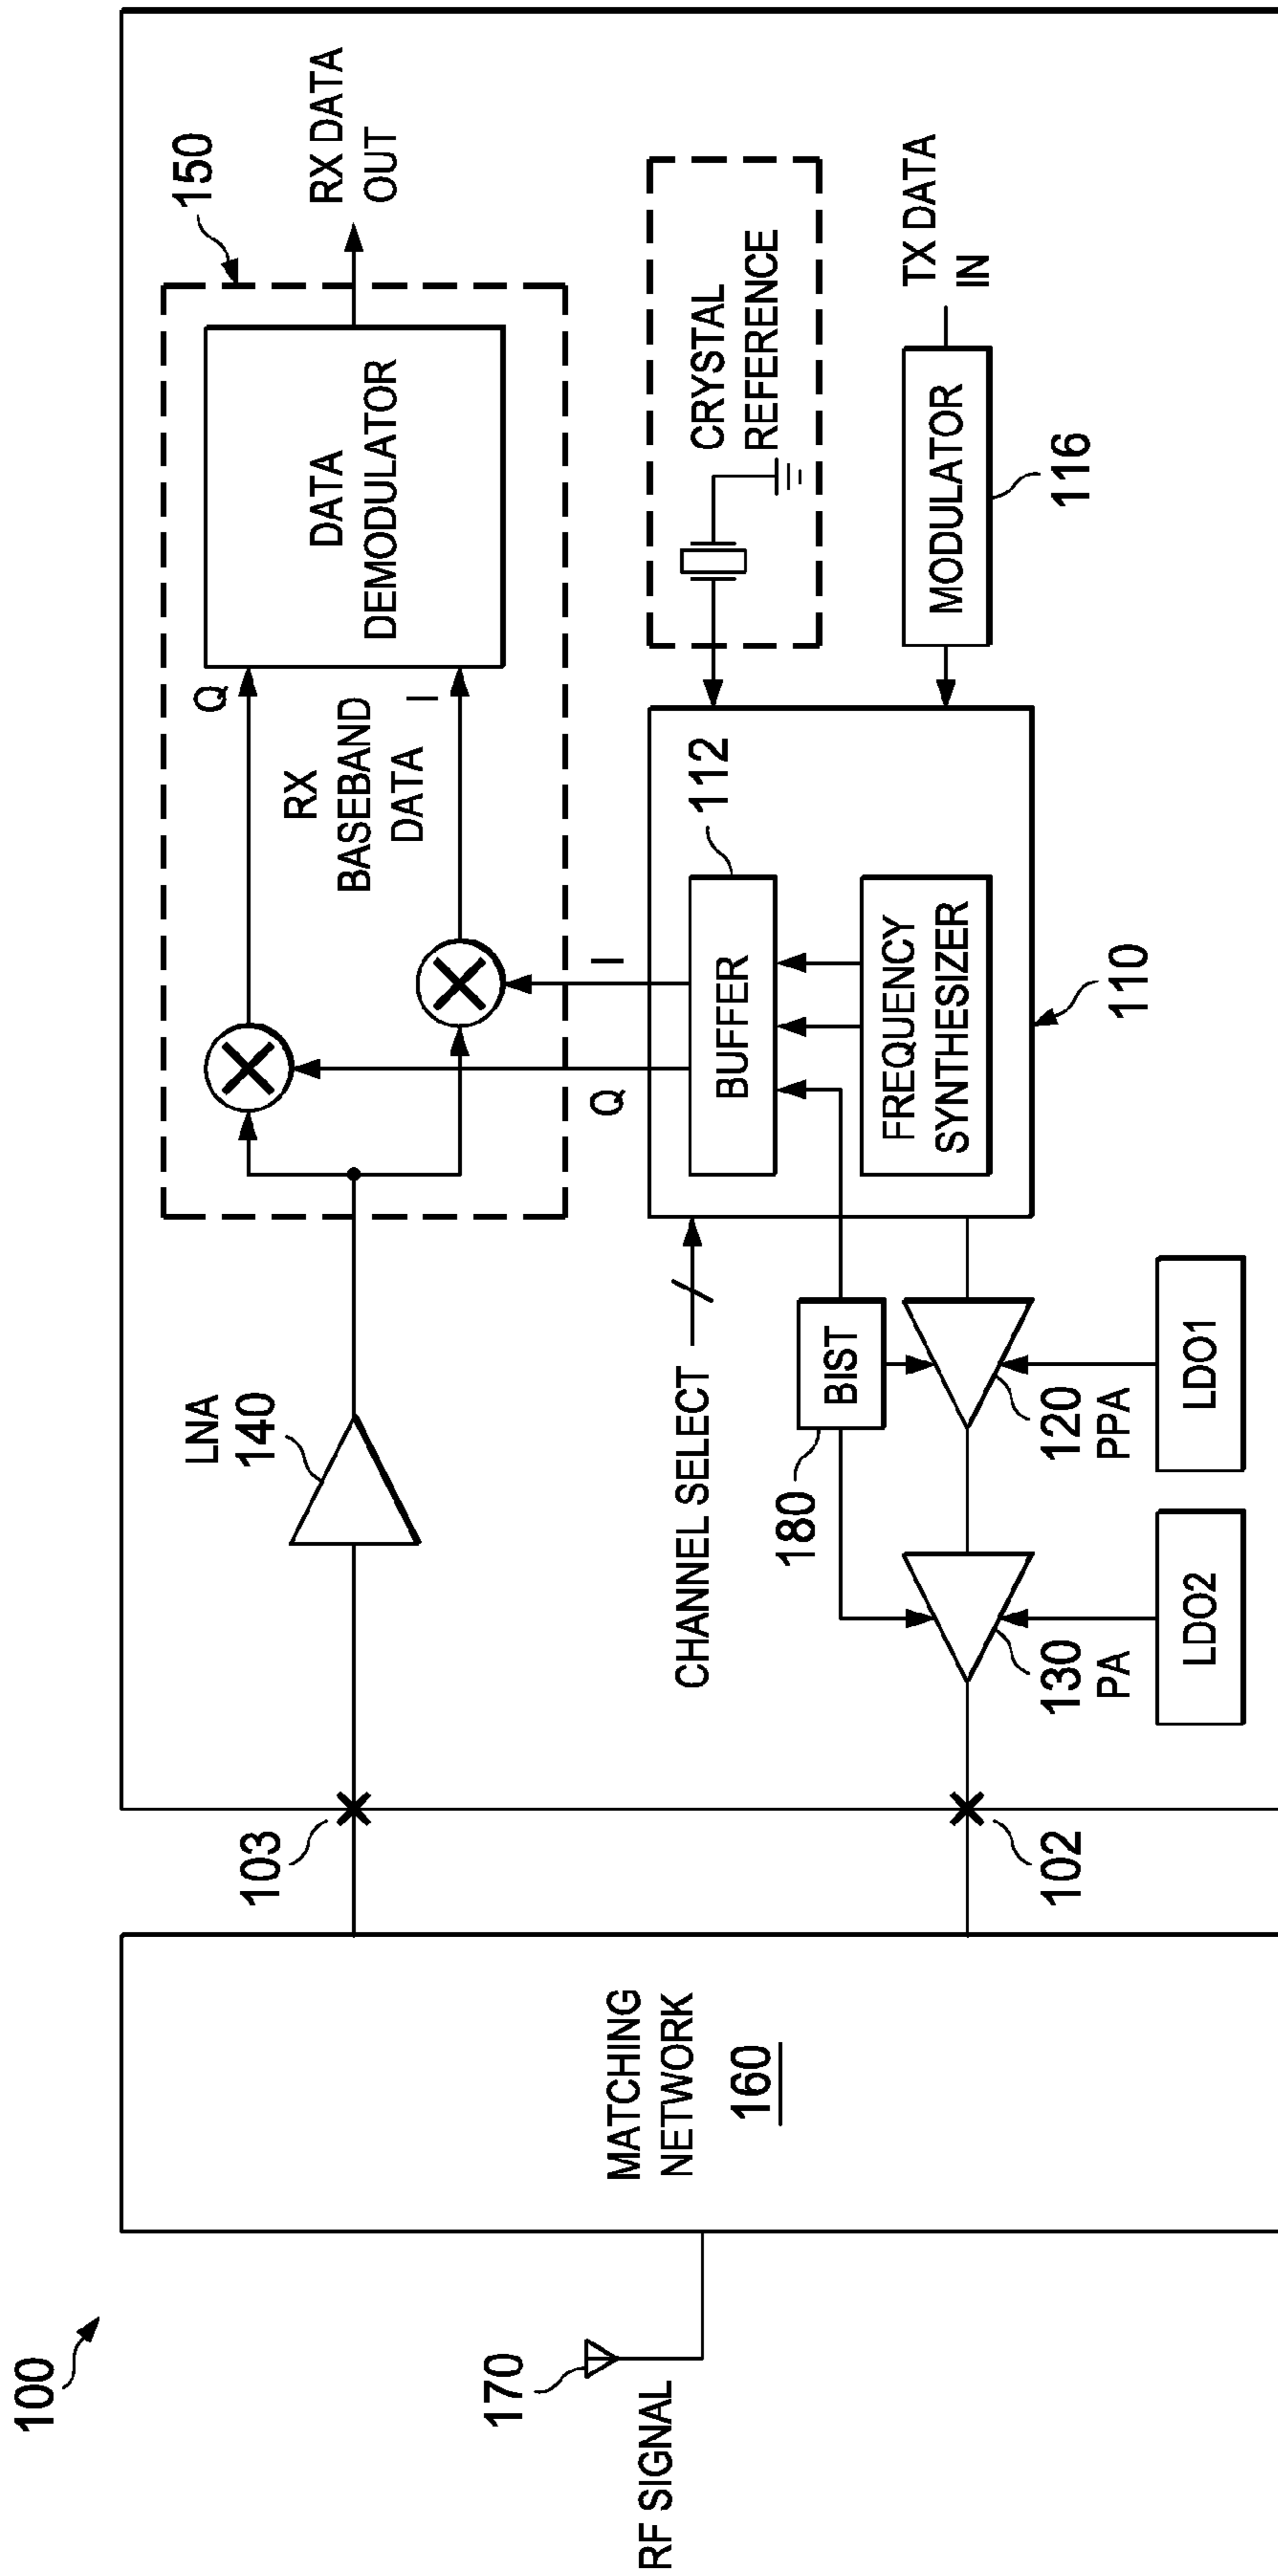 100
170
RF SIGNAL
MATCHING
NETWORK
160
103
102
LNA
140
CHANNEL SELECT
180
BIST
130
PA
120
PPA
LDO2
LDO1
150
Q
RX
BASEBAND
DATA
I
DATA
DEMODULATOR
RX DATA
OUT
Q
I
BUFFER
112
FREQUENCY
SYNTHESIZER
110
CRYSTAL
REFERENCE
MODULATOR
116
TX DATA
IN